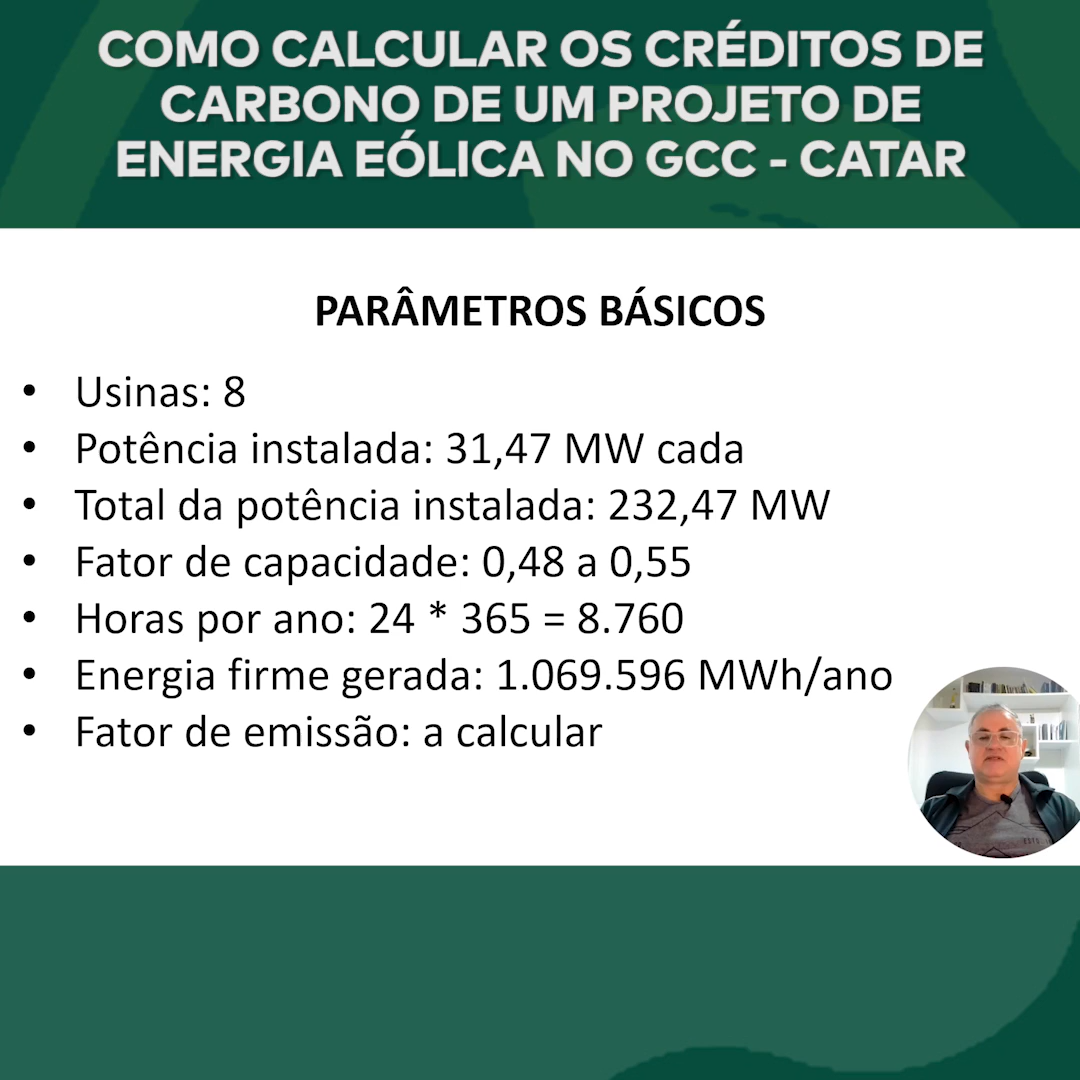 COMO CALCULAR OS CRÉDITOS DE
CARBONO DE UM PROJETO DE
ENERGIA EÓLICA NO GCC - CATAR
PARÂMETROS BÁSICOS
• Usinas: 8
• Potência instalada: 31,47 MW cada
• Total da potência instalada: 232,47 MW
• Fator de capacidade: 0,48 a 0,55
• Horas por ano: 24 * 365 = 8.760
• Energia firme gerada: 1.069.596 MWh/ano
• Fator de emissão: a calcular